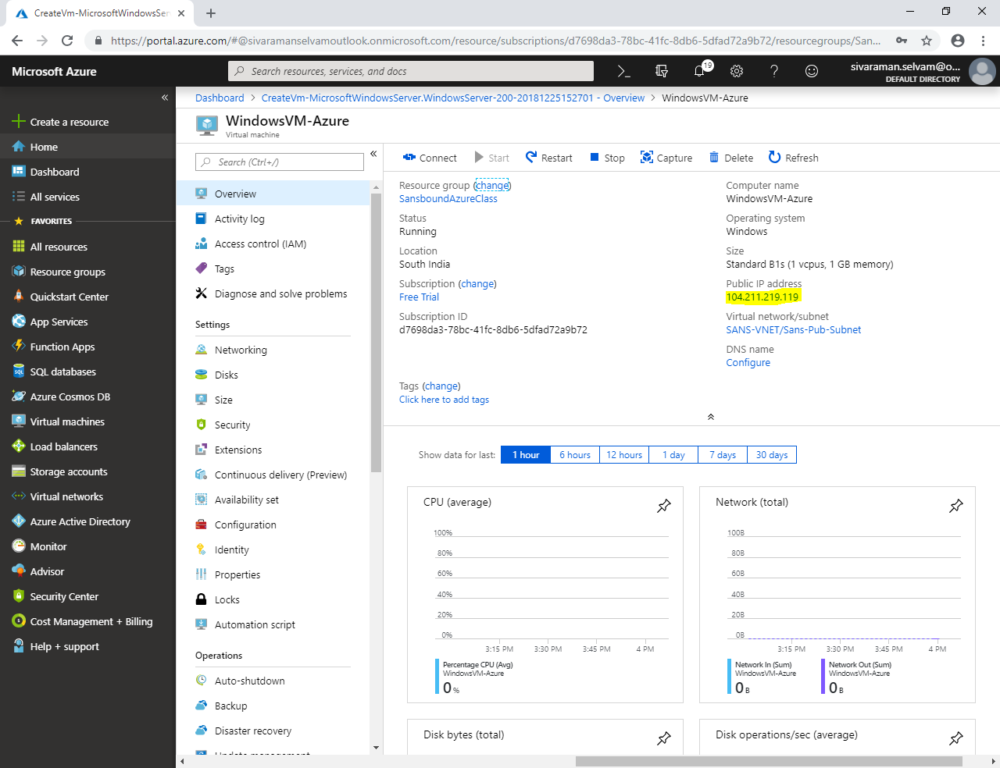 CreateVm-MicrosoftWindowsSer
https://portal.azure.com/#@sivaramanselvamoutlook.onmicrosoft.com/resource/subscriptions/d7698da3-78bc-41fc-8db6-5dfad72a9b72/resourcegroups/San...
Microsoft Azure
Search resources, services, and docs
19
sivaraman.selvam@o...
DEFAULT DIRECTORY
Create a resource
Home
Dashboard
All services
FAVORITES
All resources
Resource groups
Quickstart Center
App Services
Function Apps
SQL databases
Azure Cosmos DB
Virtual machines
Load balancers
Storage accounts
Virtual networks
Azure Active Directory
Monitor
Advisor
Security Center
Cost Management + Billing
Help + support
Dashboard > CreateVm-MicrosoftWindowsServer.WindowsServer-200-20181225152701 - Overview > WindowsVM-Azure
WindowsVM-Azure
Virtual machine
Search (Ctrl+/)
Overview
Activity log
Access control (IAM)
Tags
Diagnose and solve problems
Settings
Networking
Disks
Size
Security
Extensions
Continuous delivery (Preview)
Availability set
Configuration
Identity
Properties
Locks
Automation script
Operations
Auto-shutdown
Backup
Disaster recovery
Update management
Connect Start Restart Stop Capture Delete Refresh
Resource group (change)
SansboundAzureClass
Status
Running
Location
South India
Subscription (change)
Free Trial
Subscription ID
d7698da3-78bc-41fc-8db6-5dfad72a9b72
Computer name
WindowsVM-Azure
Operating system
Windows
Size
Standard B1s (1 vcpus, 1 GB memory)
Public IP address
104.211.219.119
Virtual network/subnet
SANS-VNET/Sans-Pub-Subnet
DNS name
Configure
Tags (change)
Click here to add tags
Show data for last: 1 hour 6 hours 12 hours 1 day 7 days 30 days
CPU (average)
100%
80%
60%
40%
20%
0%
3:15 PM 3:30 PM 3:45 PM 4 PM
Percentage CPU (Avg)
WindowsVM-Azure
0 %
Network (total)
100B
80B
60B
40B
20B
0B
3:15 PM 3:30 PM 3:45 PM 4 PM
Network In (Sum)
WindowsVM-Azure
0 B
Network Out (Sum)
WindowsVM-Azure
0 B
Disk bytes (total)
Disk operations/sec (average)